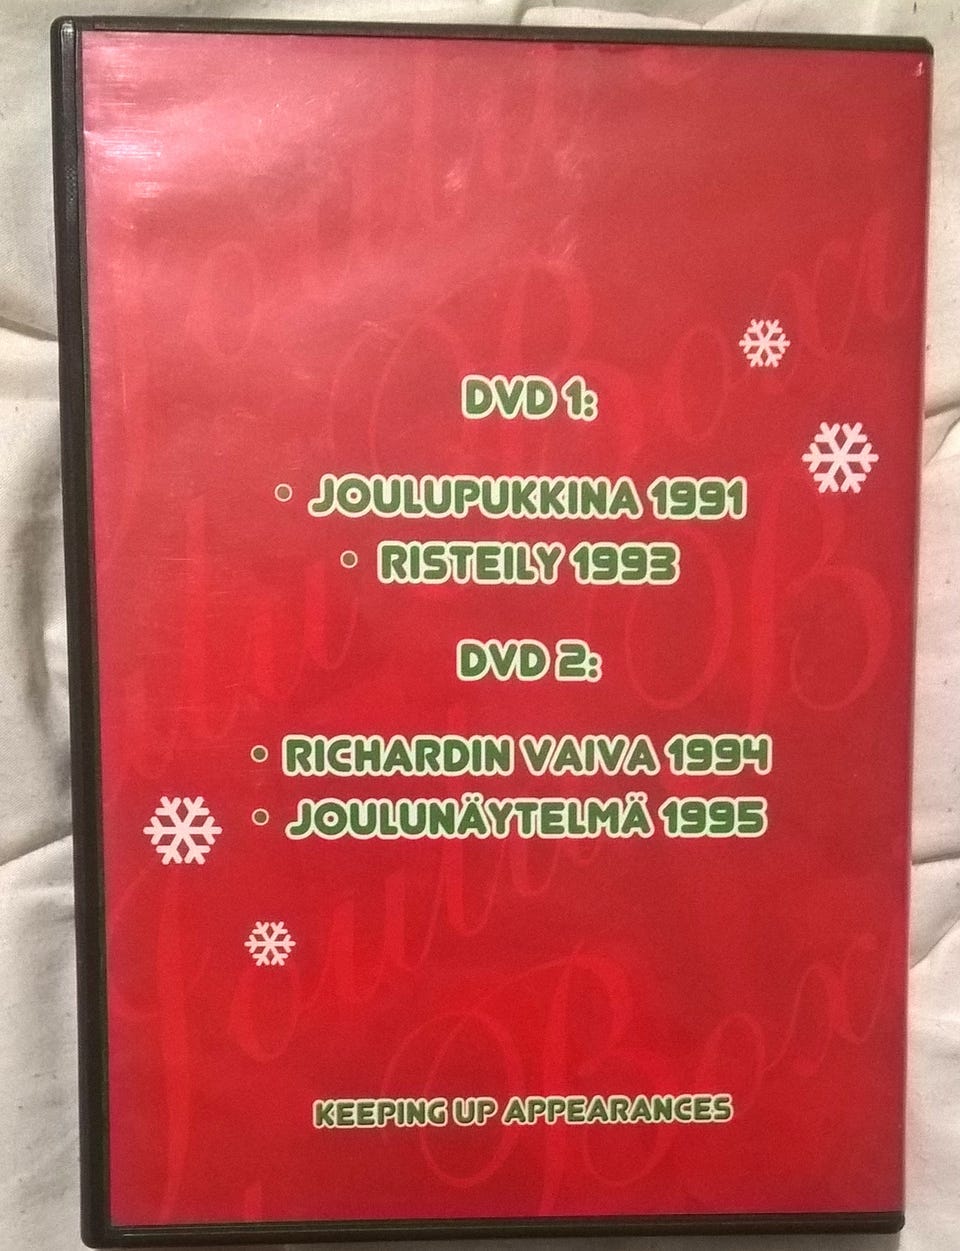 DVD 1:
• JOULUPUKKINA 1991
• RISTEILY 1993
DVD 2:
• RICHARDIN VAIVA 1994
• JOULUNÄYTELMÄ 1995
KEEPING UP APPEARANCES